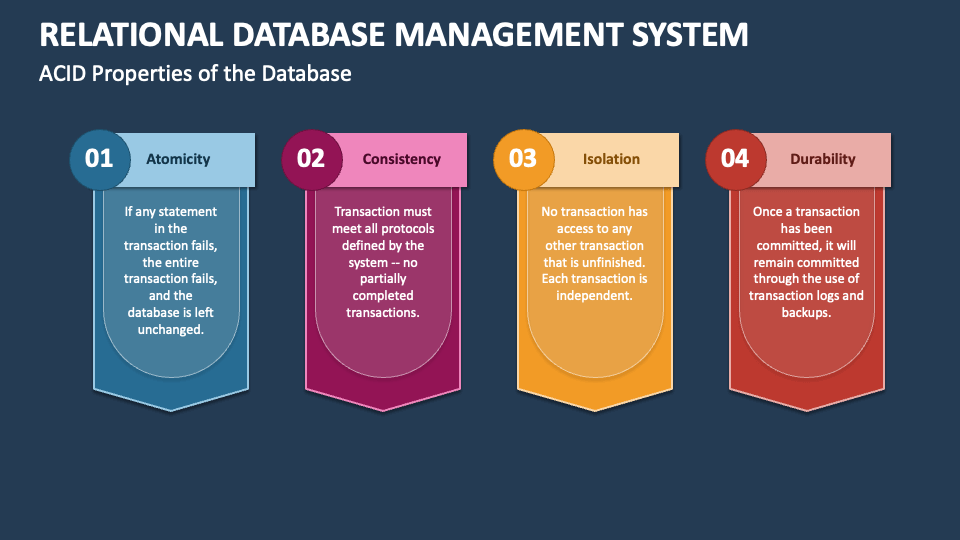 RELATIONAL DATABASE MANAGEMENT SYSTEM
ACID Properties of the Database
01
Atomicity
If any statement
in the
transaction fails,
the entire
transaction fails,
and the
database is left
unchanged.
02
Consistency
Transaction must
meet all protocols
defined by the
system -- no
partially
completed
transactions.
03
Isolation
No transaction has
access to any
other transaction
that is unfinished.
Each transaction is
independent.
04
Durability
Once a transaction
has been
committed, it will
remain committed
through the use of
transaction logs and
backups.